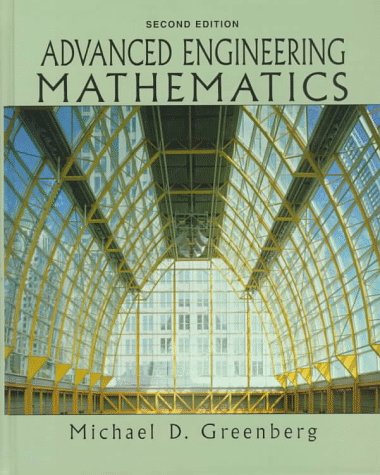 SECOND EDITION
ADVANCED ENGINEERING
MATHEMATICS
Michael D. Greenberg